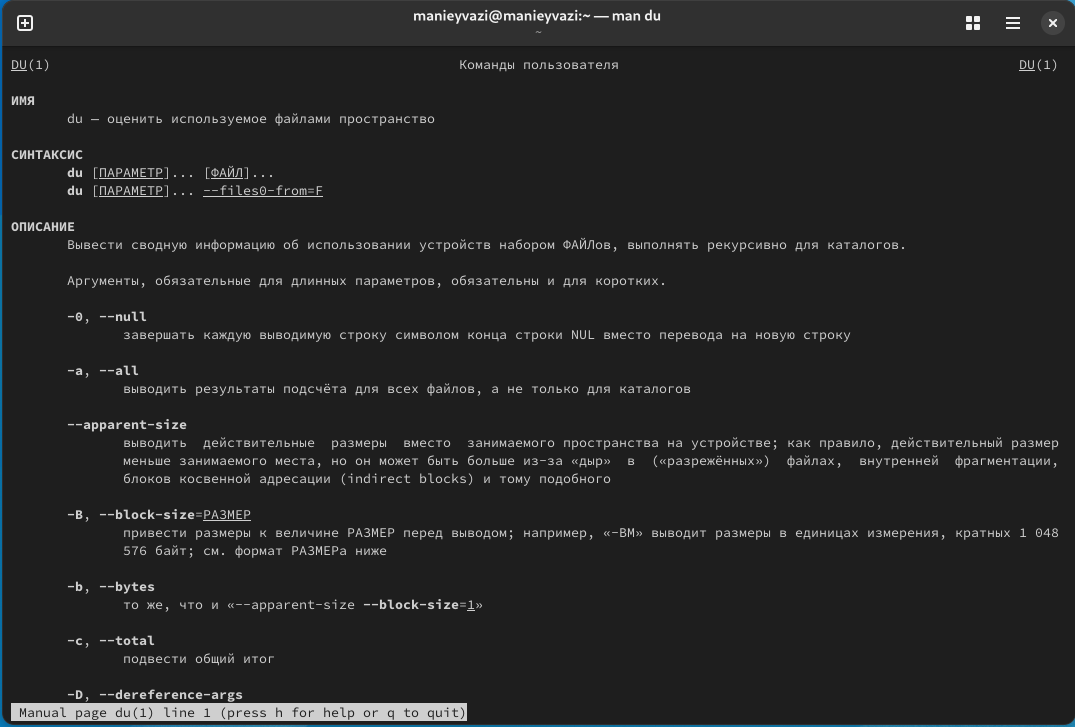 manieyvazi@manieyvazi:~ — man du
~
DU(1) Команды пользователя DU(1)
ИМЯ
du — оценить используемое файлами пространство
СИНТАКСИС
du [ПАРАМЕТР]... [ФАЙЛ]...
du [ПАРАМЕТР]... --files0-from=F
ОПИСАНИЕ
Вывести сводную информацию об использовании устройств набором ФАЙЛов, выполнять рекурсивно для каталогов.
Аргументы, обязательные для длинных параметров, обязательны и для коротких.
-0, --null
завершать каждую выводимую строку символом конца строки NUL вместо перевода на новую строку
-a, --all
выводить результаты подсчёта для всех файлов, а не только для каталогов
--apparent-size
выводить действительные размеры вместо занимаемого пространства на устройстве; как правило, действительный размер
меньше занимаемого места, но он может быть больше из-за «дыр» в («разрежённых») файлах, внутренней фрагментации,
блоков косвенной адресации (indirect blocks) и тому подобного
-B, --block-size=РАЗМЕР
привести размеры к величине РАЗМЕР перед выводом; например, «-BM» выводит размеры в единицах измерения, кратных 1 048
576 байт; см. формат РАЗМЕРа ниже
-b, --bytes
то же, что и «--apparent-size --block-size=1»
-c, --total
подвести общий итог
-D, --dereference-args
Manual page du(1) line 1 (press h for help or q to quit)